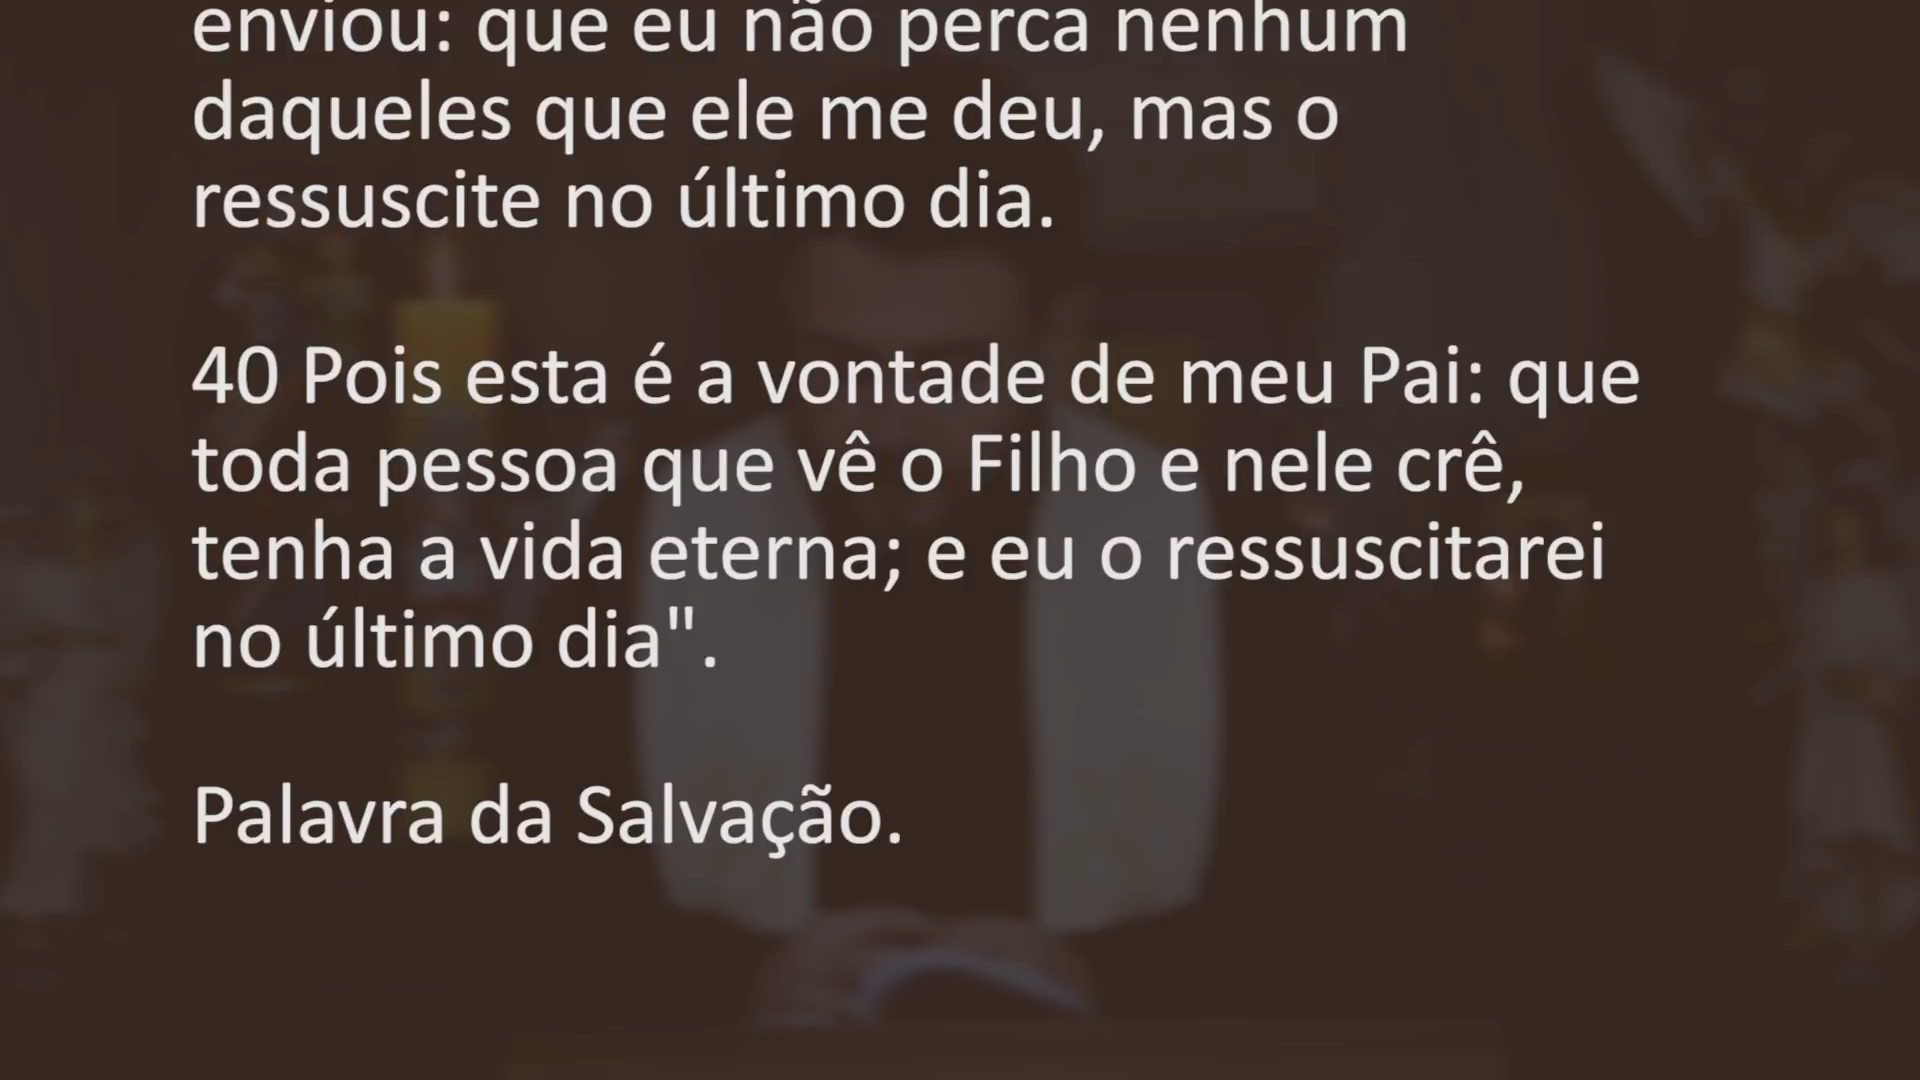 enviou: que eu não perca nenhum
daqueles que ele me deu, mas o
ressuscite no último dia.
40 Pois esta é a vontade de meu Pai: que
toda pessoa que vê o Filho e nele crê,
tenha a vida eterna; e eu o ressuscitarei
no último dia".
Palavra da Salvação.